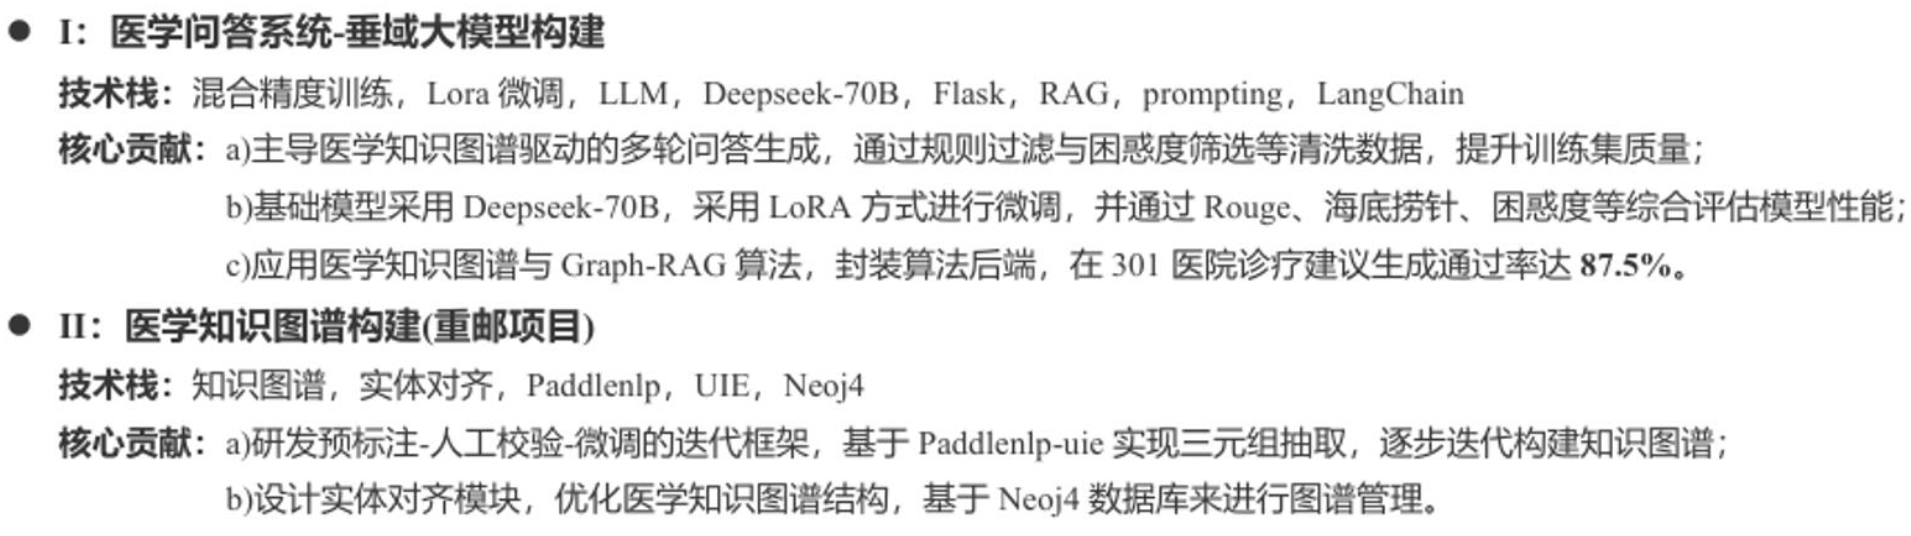 ● I：医学问答系统-垂域大模型构建
技术栈：混合精度训练，Lora 微调，LLM，Deepseek-70B，Flask，RAG，prompting，LangChain
核心贡献：a)主导医学知识图谱驱动的多轮问答生成，通过规则过滤与困惑度筛选等清洗数据，提升训练集质量；
b)基础模型采用 Deepseek-70B，采用 LoRA 方式进行微调，并通过 Rouge、海底捞针、困惑度等综合评估模型性能；
c)应用医学知识图谱与 Graph-RAG 算法，封装算法后端，在 301 医院诊疗建议生成通过率达 87.5%。
● II：医学知识图谱构建(重邮项目)
技术栈：知识图谱，实体对齐，Paddlenlp，UIE，Neoj4
核心贡献：a)研发预标注-人工校验-微调的迭代框架，基于 Paddlenlp-uie 实现三元组抽取，逐步迭代构建知识图谱；
b)设计实体对齐模块，优化医学知识图谱结构，基于 Neoj4 数据库来进行图谱管理。